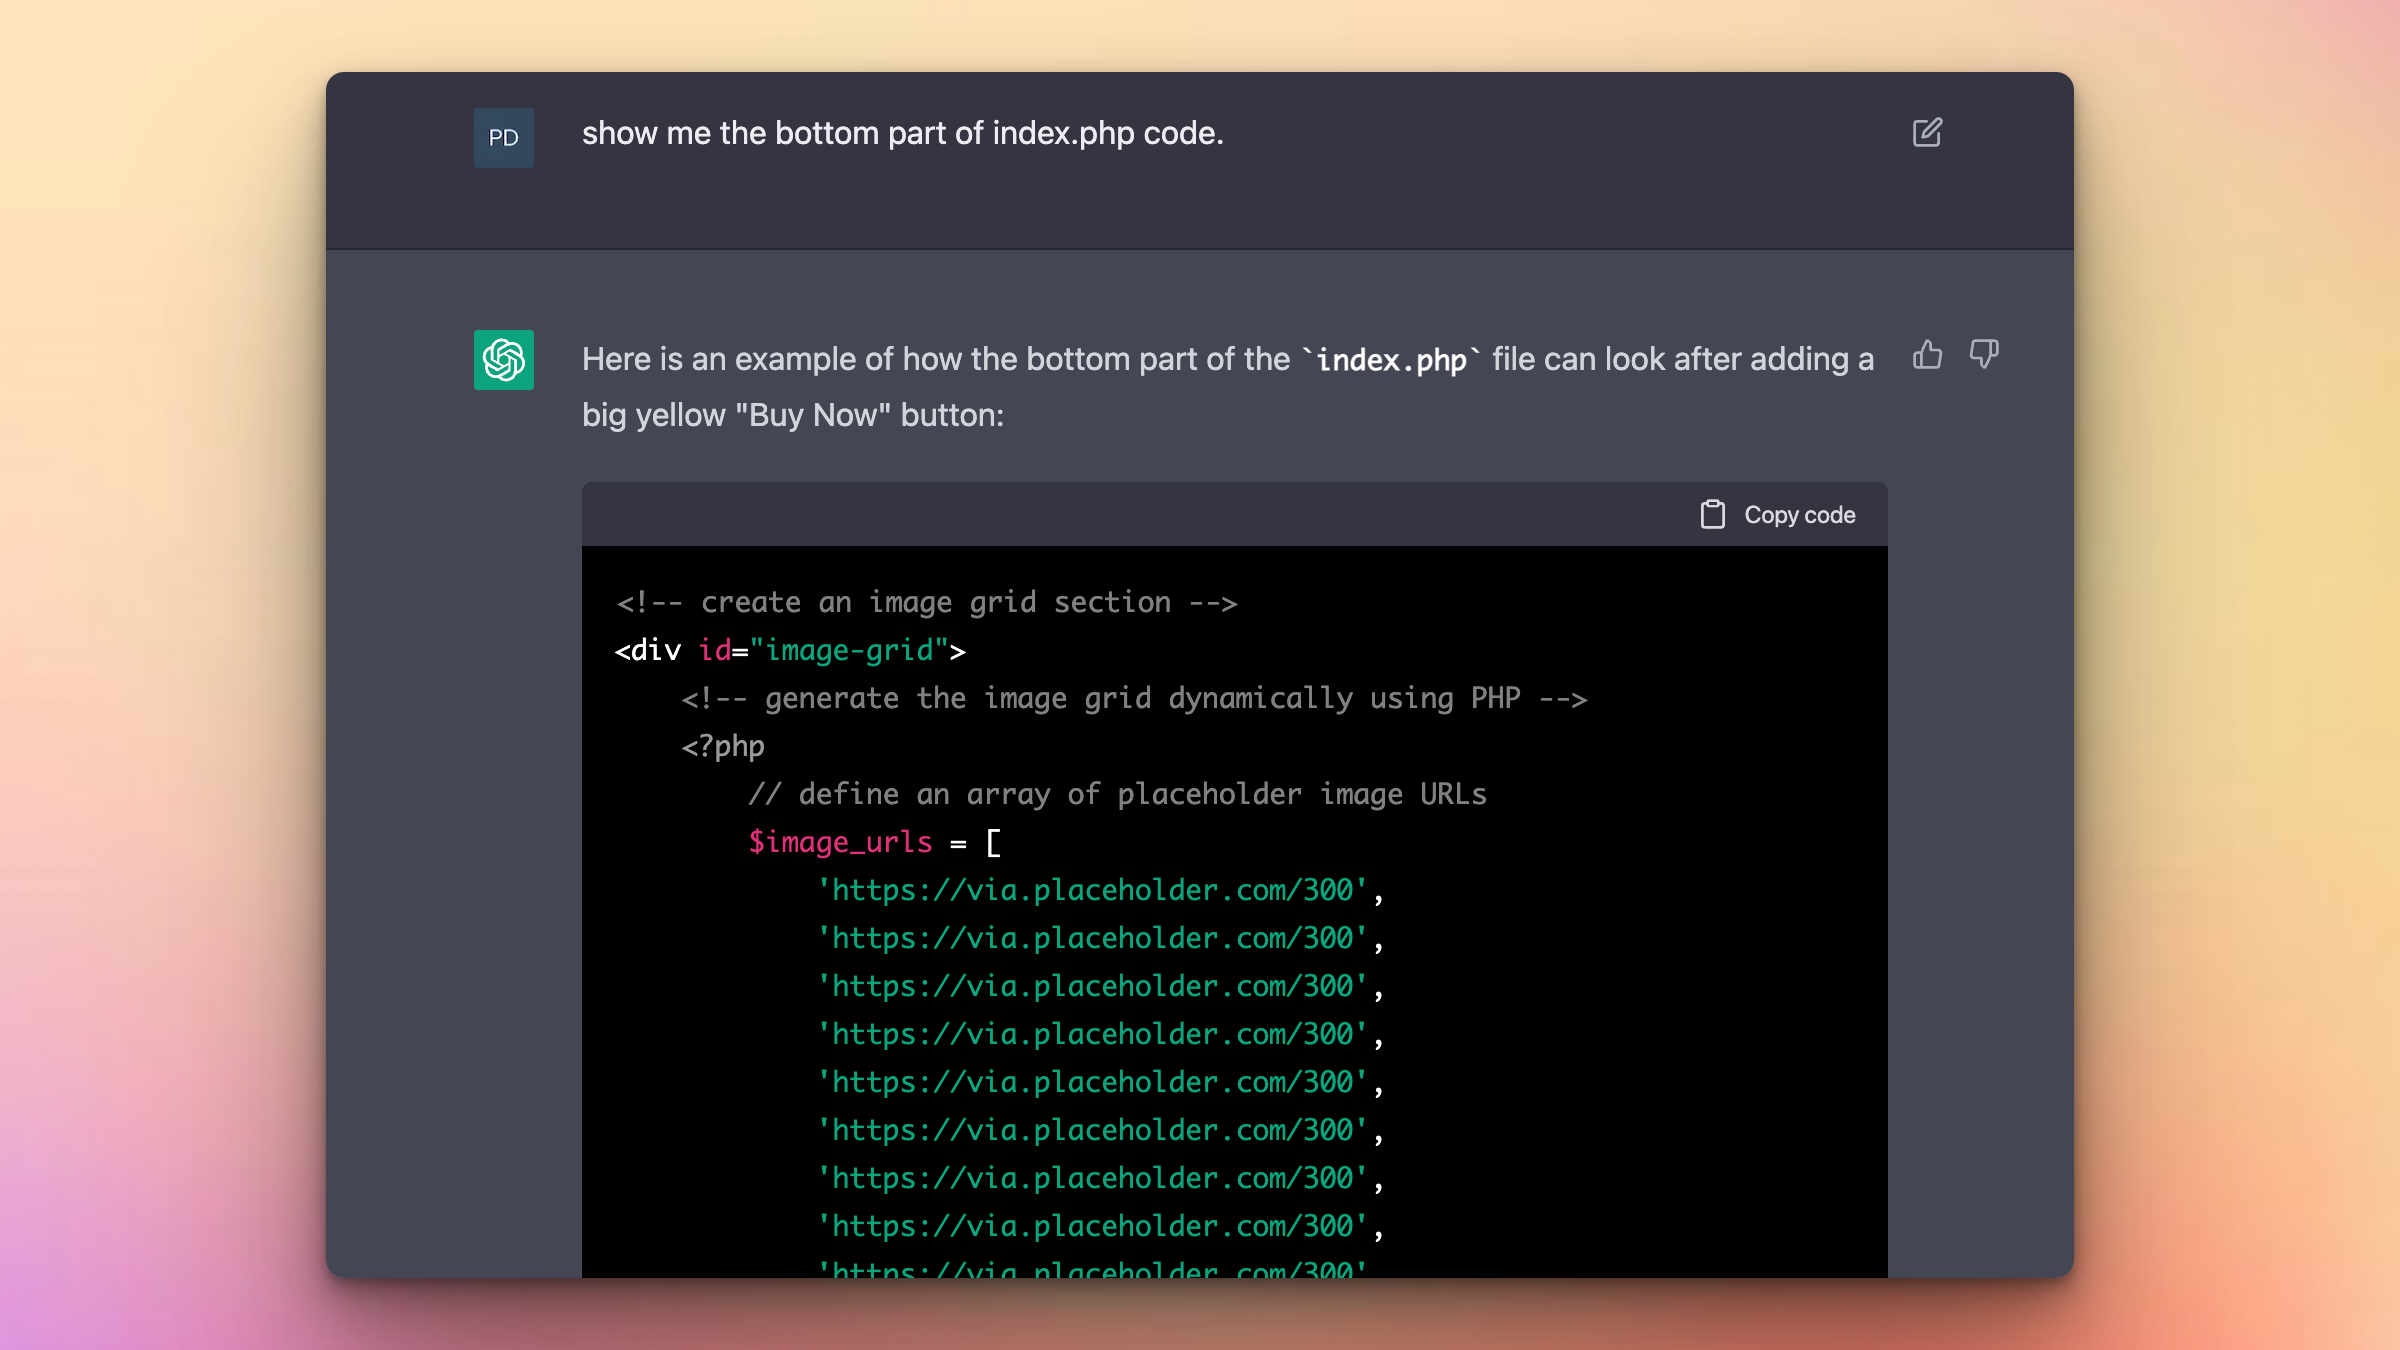 PD
show me the bottom part of index.php code.
Here is an example of how the bottom part of the `index.php` file can look after adding a
big yellow "Buy Now" button:
Copy code
<!-- create an image grid section -->
<div id="image-grid">
    <!-- generate the image grid dynamically using PHP -->
    <?php
        // define an array of placeholder image URLs
        $image_urls = [
            'https://via.placeholder.com/300',
            'https://via.placeholder.com/300',
            'https://via.placeholder.com/300',
            'https://via.placeholder.com/300',
            'https://via.placeholder.com/300',
            'https://via.placeholder.com/300',
            'https://via.placeholder.com/300',
            'https://via.placeholder.com/300',
            'https://via.placeholder.com/300'